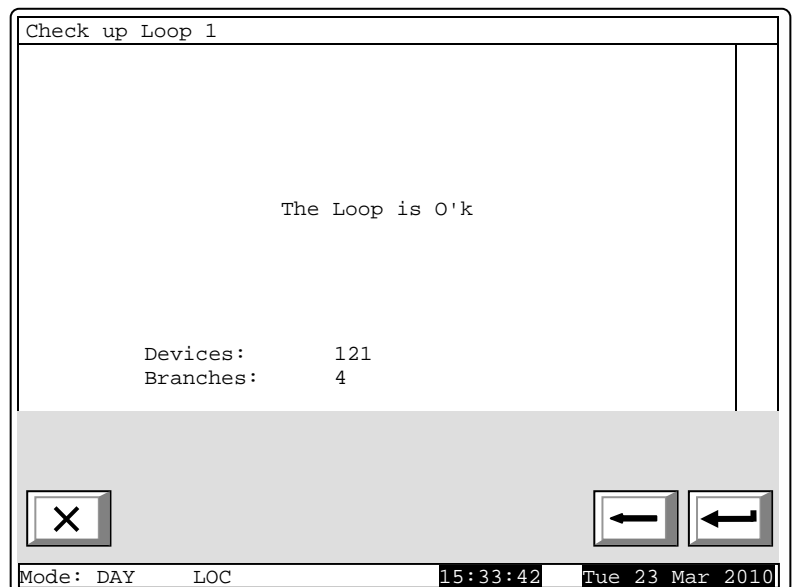 Check up Loop 1
The Loop is O'k
Devices: 121
Branches: 4
Mode: DAY LOC 15:33:42 Tue 23 Mar 2010